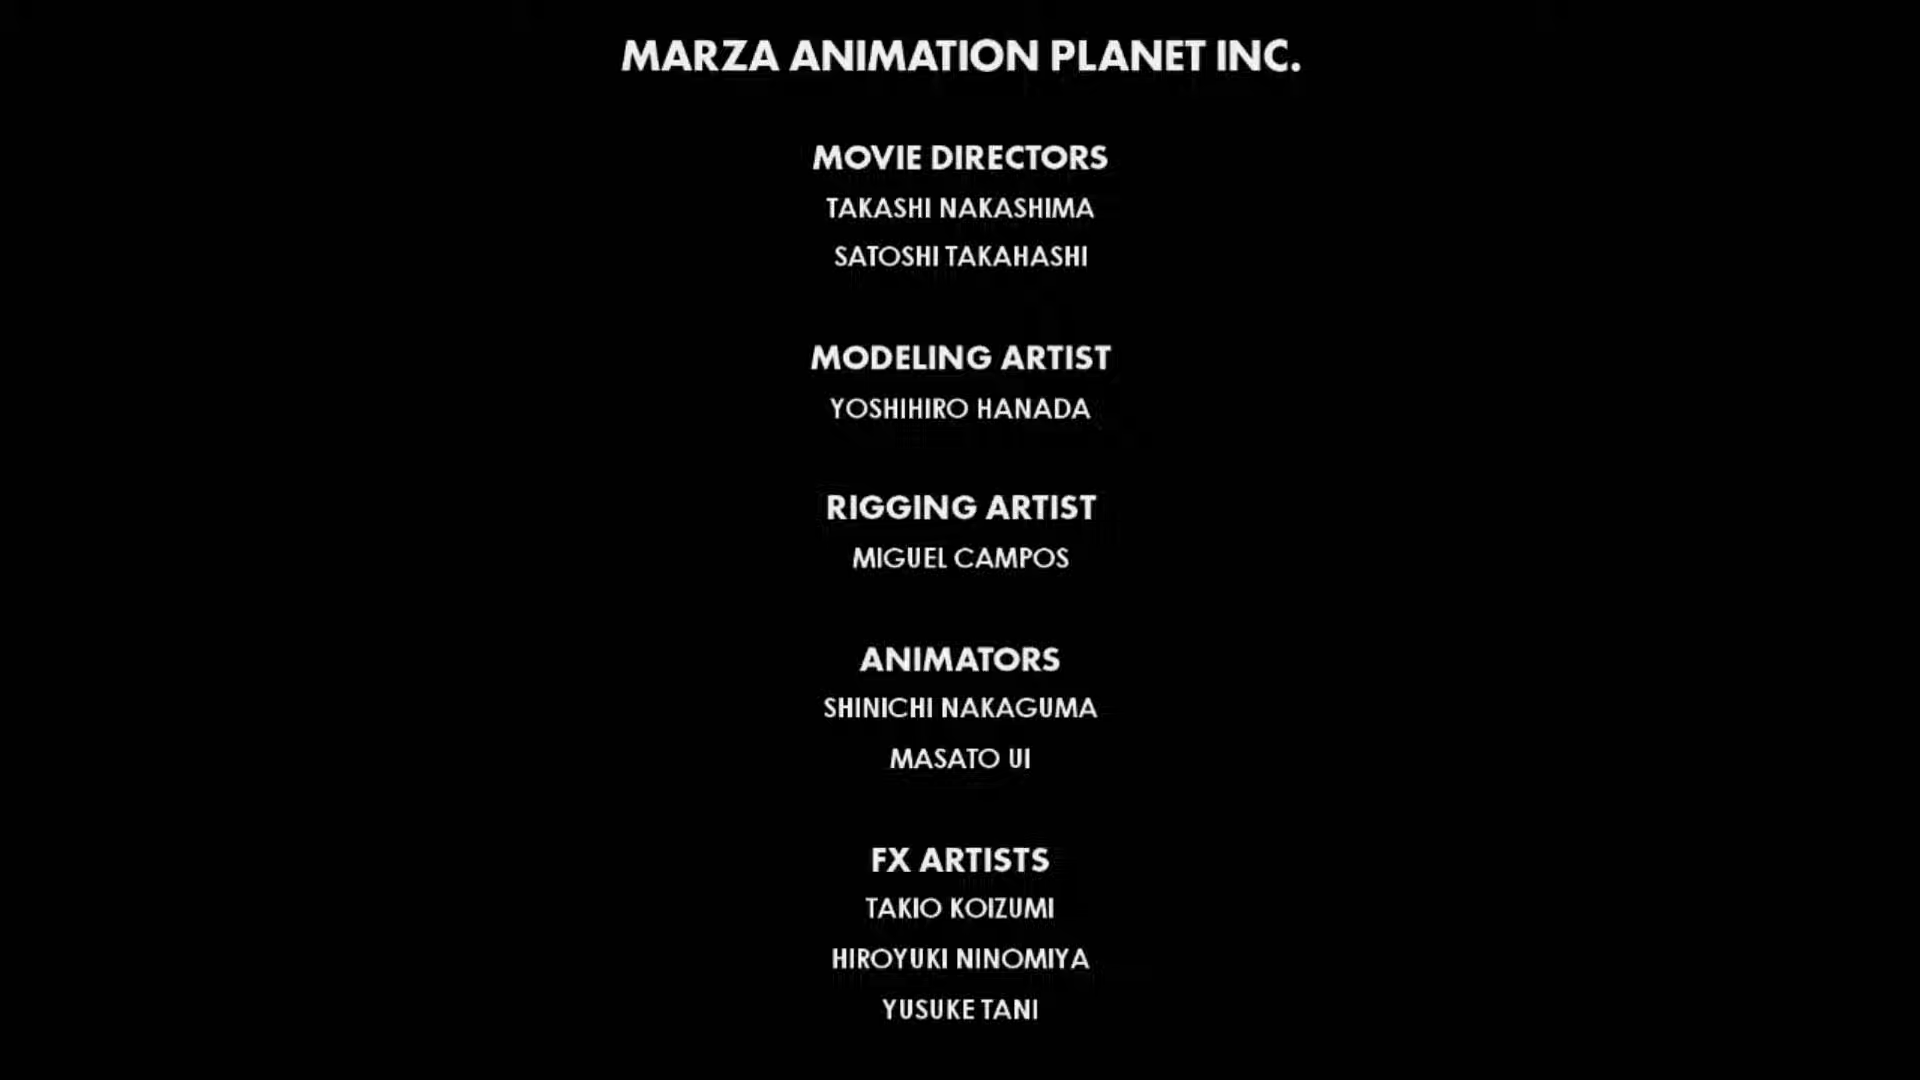 MARZA ANIMATION PLANET INC.
MOVIE DIRECTORS
TAKASHI NAKASHIMA
SATOSHI TAKAHASHI
MODELING ARTIST
YOSHIHIRO HANADA
RIGGING ARTIST
MIGUEL CAMPOS
ANIMATORS
SHINICHI NAKAGUMA
MASATO UI
FX ARTISTS
TAKIO KOIZUMI
HIROYUKI NINOMIYA
YUSUKE TANI